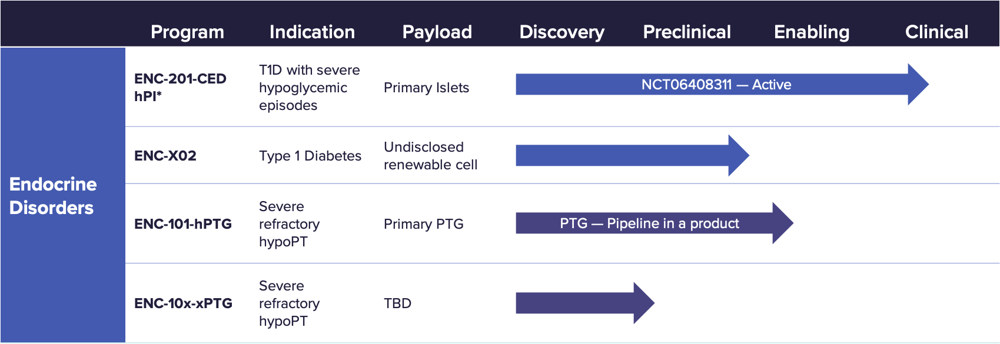 Program Indication Payload Discovery Preclinical Enabling Clinical
Endocrine
Disorders
ENC-201-CED
hPI*
T1D with severe
hypoglycemic
episodes
Primary Islets
NCT06408311 — Active
ENC-X02
Type 1 Diabetes
Undisclosed
renewable cell
ENC-101-hPTG
Severe
refractory
hypoPT
Primary PTG
PTG — Pipeline in a product
ENC-10x-xPTG
Severe
refractory
hypoPT
TBD